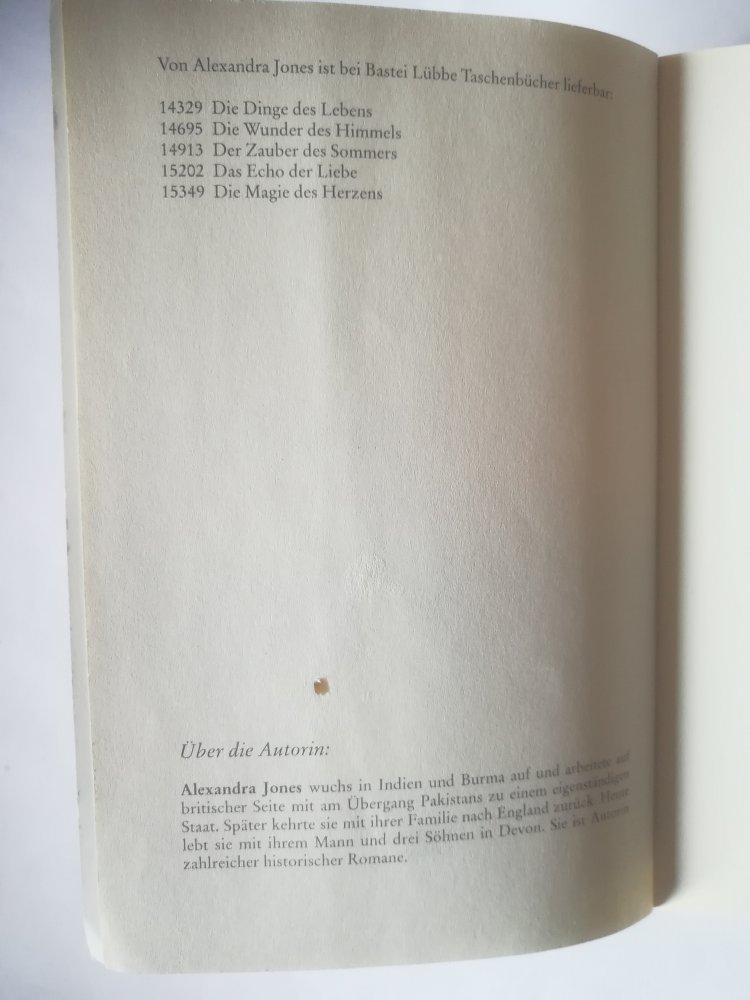 Von Alexandra Jones ist bei Bastei Lübbe Taschenbücher lieferbar:
14329 Die Dinge des Lebens
14695 Die Wunder des Himmels
14913 Der Zauber des Sommers
15202 Das Echo der Liebe
15349 Die Magie des Herzens
Über die Autorin:
Alexandra Jones wuchs in Indien und Burma auf und arbeitete auf
britischer Seite mit am Übergang Pakistans zu einem eigenständigen
Staat. Später kehrte sie mit ihrer Familie nach England zurück. Heute
lebt sie mit ihrem Mann und drei Söhnen in Devon. Sie ist Autorin
zahlreicher historischer Romane.